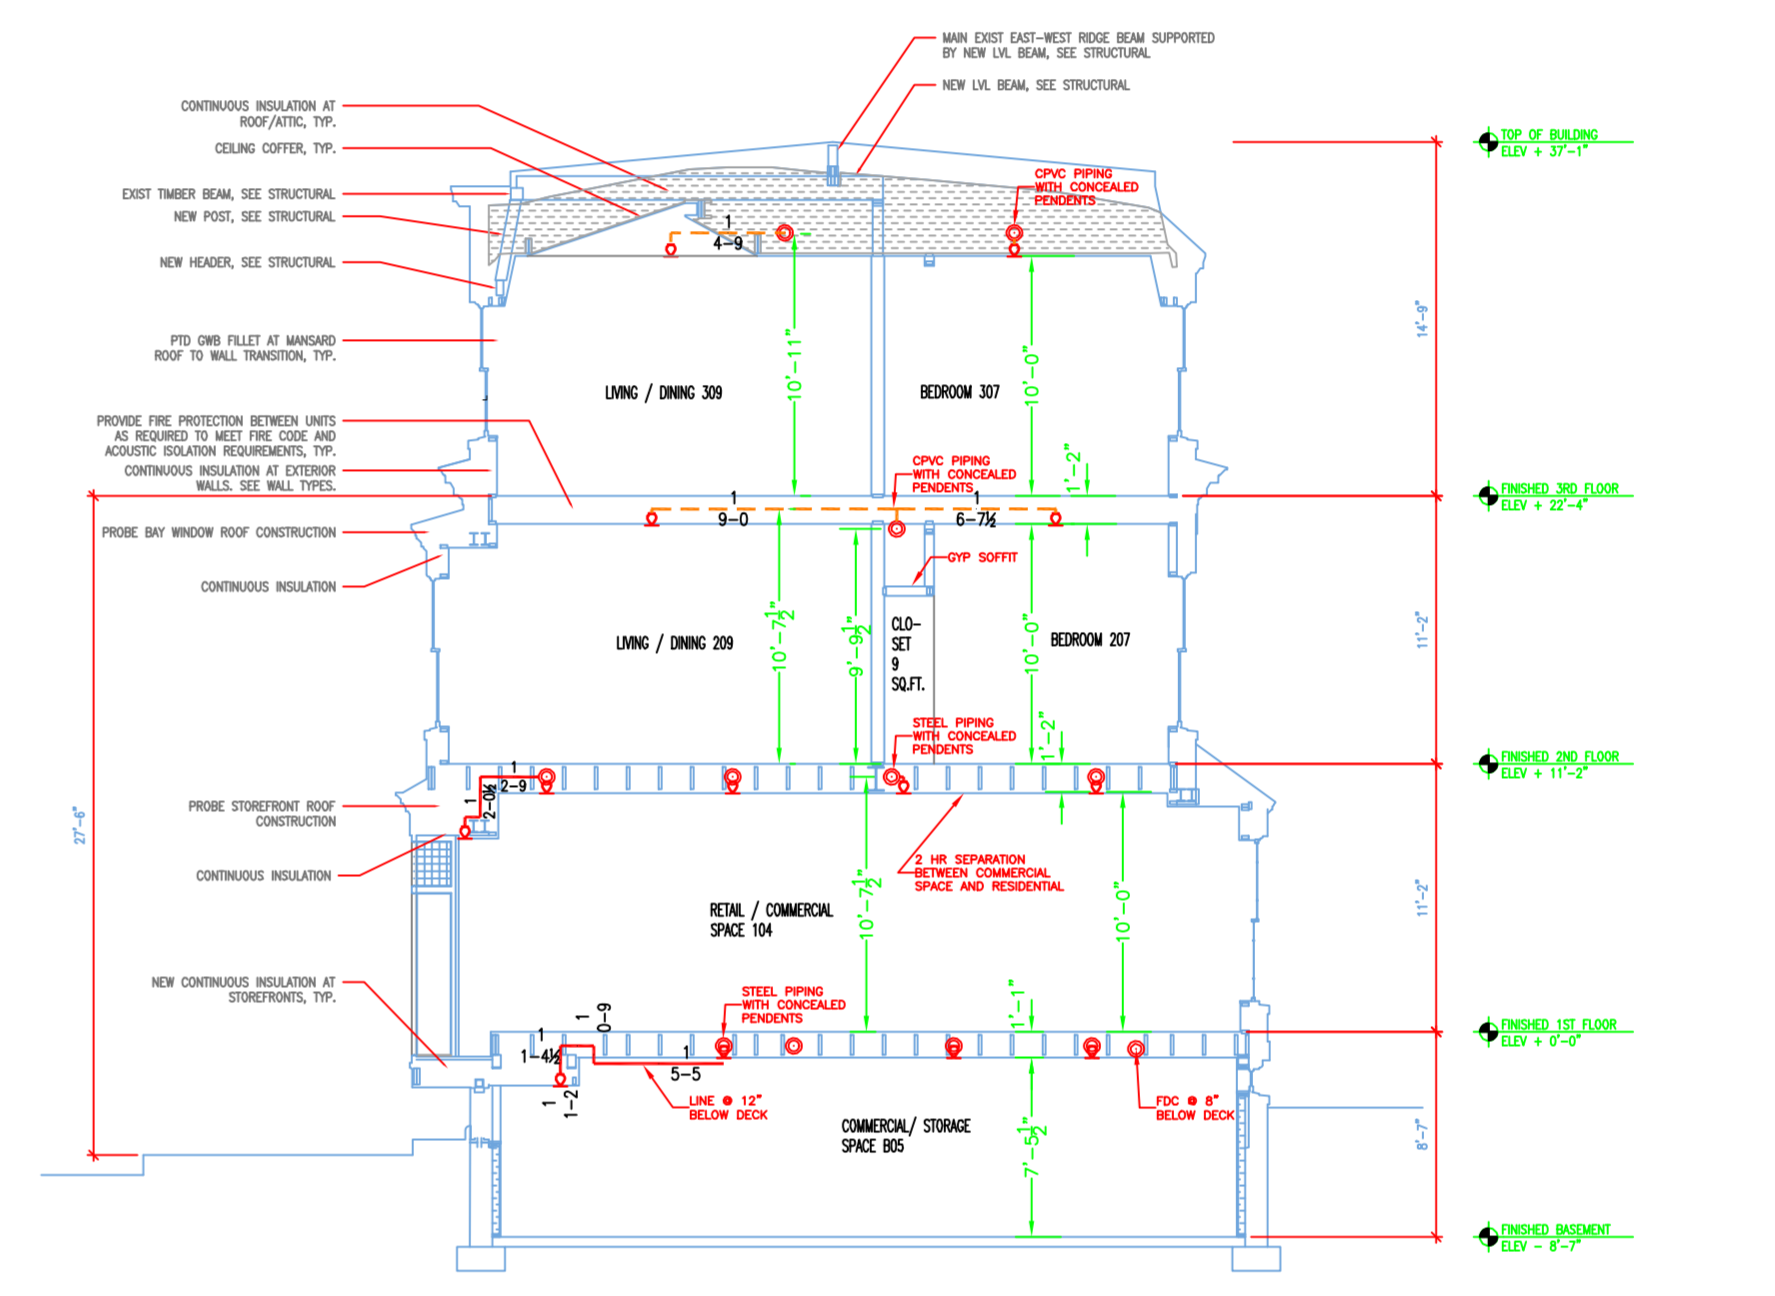 MAIN EXIST EAST-WEST RIDGE BEAM SUPPORTED
BY NEW LVL BEAM, SEE STRUCTURAL
NEW LVL BEAM, SEE STRUCTURAL
CONTINUOUS INSULATION AT
ROOF/ATTIC, TYP.
CEILING COFFER, TYP.
EXIST TIMBER BEAM, SEE STRUCTURAL
NEW POST, SEE STRUCTURAL
NEW HEADER, SEE STRUCTURAL
PTD GWB FILLET AT MANSARD
ROOF TO WALL TRANSITION, TYP.
PROVIDE FIRE PROTECTION BETWEEN UNITS
AS REQUIRED TO MEET FIRE CODE AND
ACOUSTIC ISOLATION REQUIREMENTS, TYP.
CONTINUOUS INSULATION AT EXTERIOR
WALLS. SEE WALL TYPES.
PROBE BAY WINDOW ROOF CONSTRUCTION
CONTINUOUS INSULATION
PROBE STOREFRONT ROOF
CONSTRUCTION
CONTINUOUS INSULATION
NEW CONTINUOUS INSULATION AT
STOREFRONTS, TYP.
27'-6"
CPVC PIPING
WITH CONCEALED
PENDENTS
1
4-9
10'-11"
10'-0"
LIVING / DINING 309
BEDROOM 307
1'-2"
CPVC PIPING
WITH CONCEALED
PENDENTS
1
9-0
1
6-7½
GYP SOFFIT
10'-7½"
9'-9½"
10'-0"
LIVING / DINING 209
CLO-
SET
9
SQ.FT.
BEDROOM 207
STEEL PIPING
WITH CONCEALED
PENDENTS
1'-2"
1
2-9
1
2-0½
2 HR SEPARATION
BETWEEN COMMERCIAL
SPACE AND RESIDENTIAL
10'-7½"
10'-0"
RETAIL / COMMERCIAL
SPACE 104
STEEL PIPING
WITH CONCEALED
PENDENTS
1'-1"
1
0-9
1
1-4½
1
5-5
1
1-2
LINE @ 12"
BELOW DECK
FDC @ 8"
BELOW DECK
COMMERCIAL/ STORAGE
SPACE B05
7'-5½"
14'-9"
11'-2"
11'-2"
8'-7"
TOP OF BUILDING
ELEV + 37'-1"
FINISHED 3RD FLOOR
ELEV + 22'-4"
FINISHED 2ND FLOOR
ELEV + 11'-2"
FINISHED 1ST FLOOR
ELEV + 0'-0"
FINISHED BASEMENT
ELEV - 8'-7"